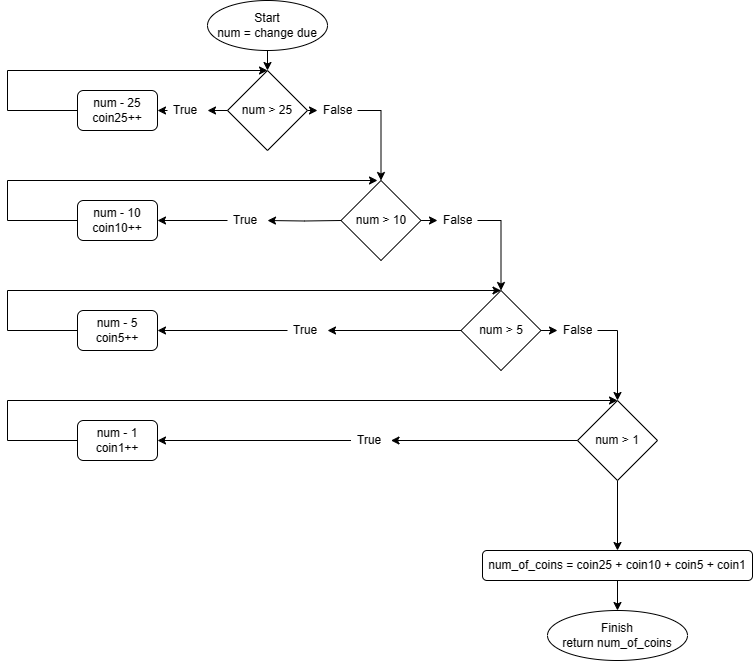 Start
num = change due
num - 25
coin25++
True
num > 25
False
num - 10
coin10++
True
num > 10
False
num - 5
coin5++
True
num > 5
False
num - 1
coin1++
True
num > 1
num_of_coins = coin25 + coin10 + coin5 + coin1
Finish
return num_of_coins